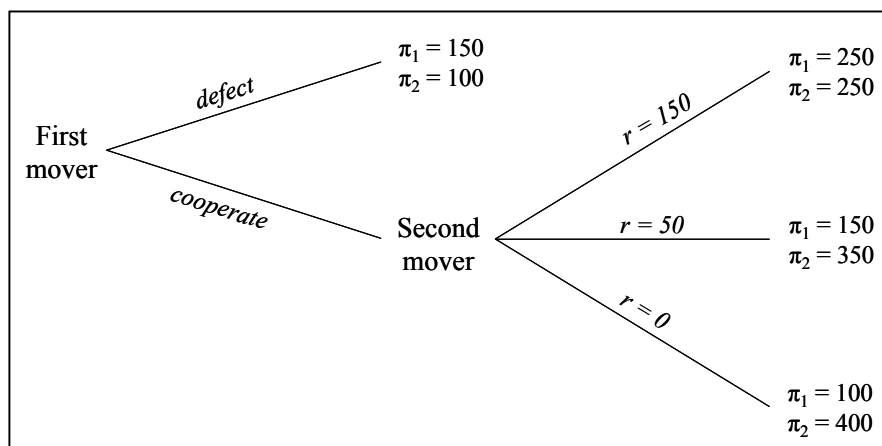 π₁ = 150
π₂ = 100
defect
First
mover
cooperate
Second
mover
r = 150
π₁ = 250
π₂ = 250
r = 50
π₁ = 150
π₂ = 350
r = 0
π₁ = 100
π₂ = 400